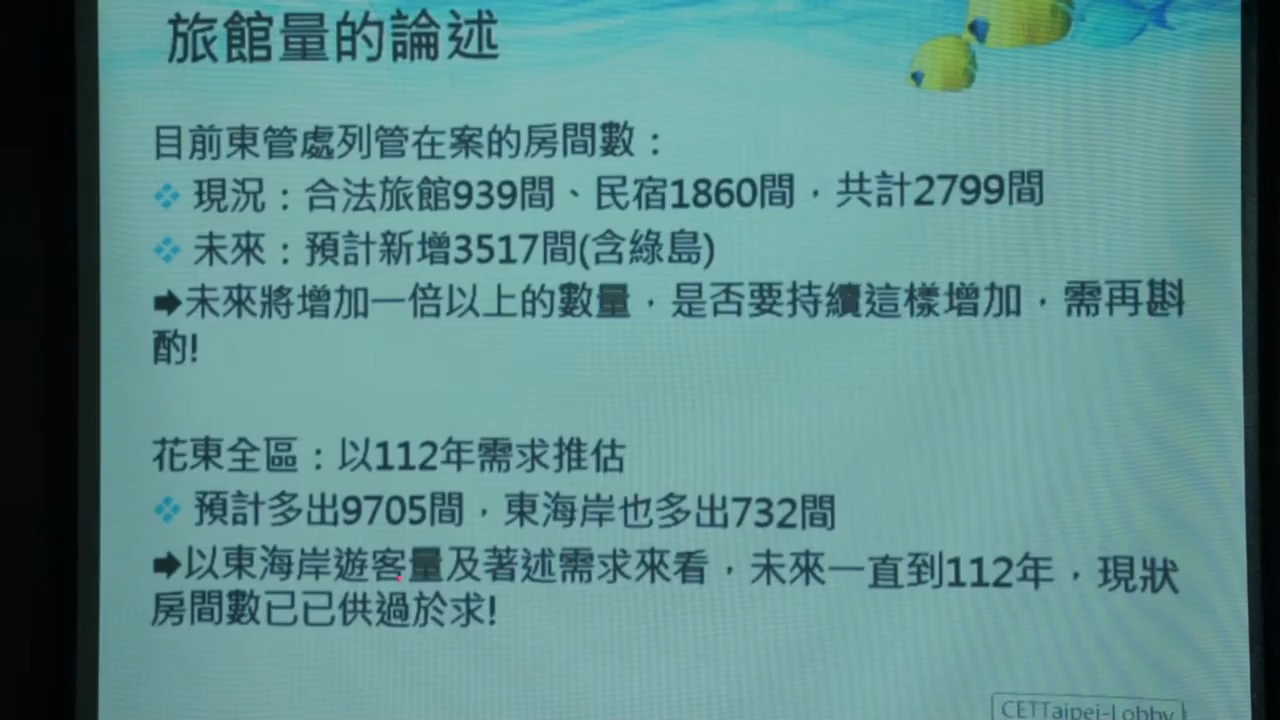 旅館量的論述
目前東管處列管在案的房間數：
❖ 現況：合法旅館939間、民宿1860間，共計2799間
❖ 未來：預計新增3517間(含綠島)
➡未來將增加一倍以上的數量，是否要持續這樣增加，需再斟
酌!
花東全區：以112年需求推估
❖ 預計多出9705間，東海岸也多出732間
➡以東海岸遊客量及著述需求來看，未來一直到112年，現狀
房間數已已供過於求!
CETTaipei-Lobby